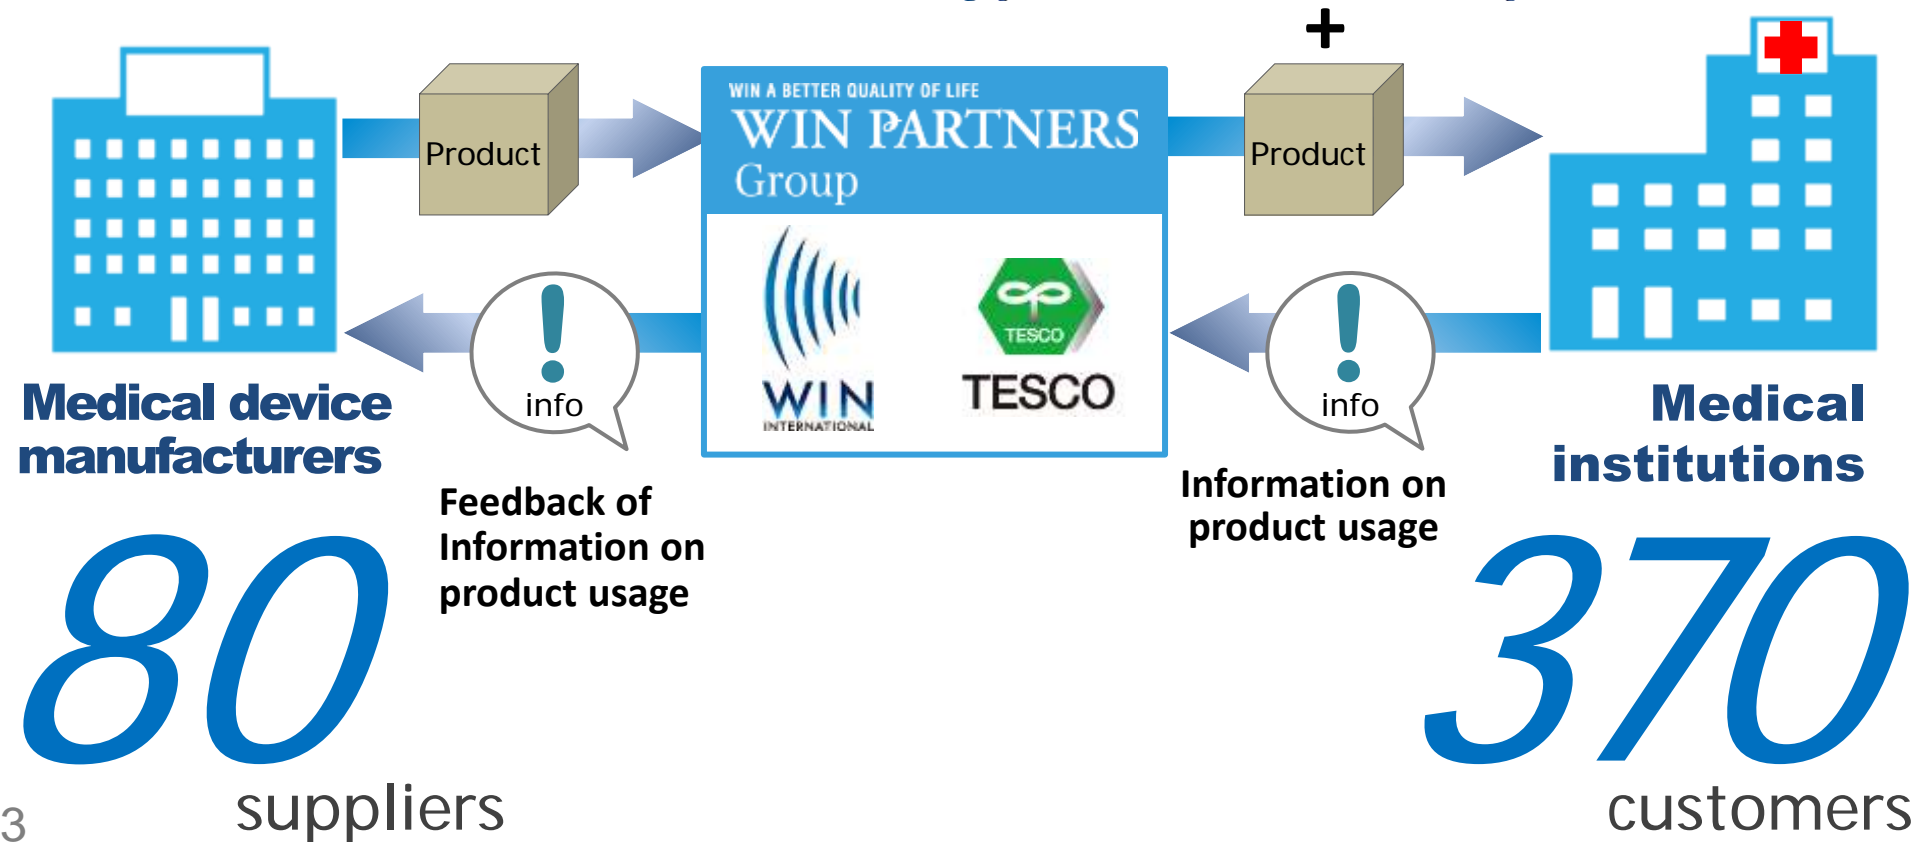 +
Product
Product
WIN A BETTER QUALITY OF LIFE
WIN PARTNERS
Group
WIN
INTERNATIONAL
TESCO
TESCO
info
info
Medical device
manufacturers
Medical
institutions
Feedback of
Information on
product usage
Information on
product usage
80
suppliers
370
customers
3